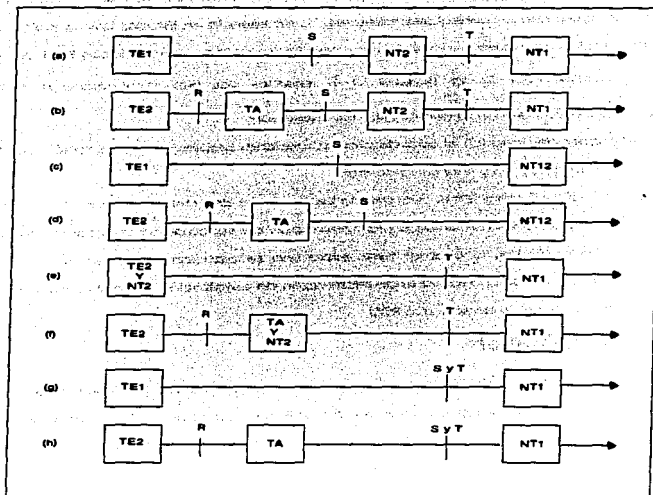 S T
(a) TE1 NT2 NT1
R S T
(b) TE2 TA NT2 NT1
S
(c) TE1 NT12
R S
(d) TE2 TA NT12
T
(e) TE2 Y NT2 NT1
R T
(f) TE2 TA Y NT2 NT1
S y T
(g) TE1 NT1
R S y T
(h) TE2 TA NT1